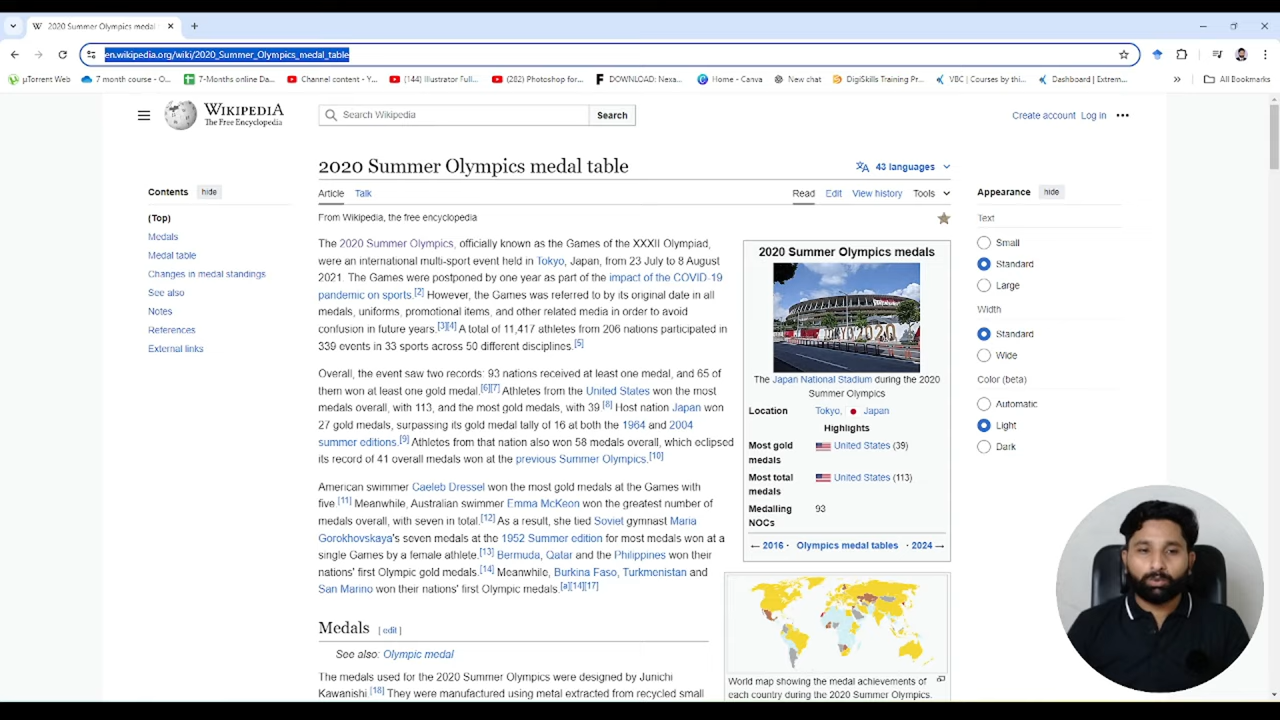 2020 Summer Olympics medal
en.wikipedia.org/wiki/2020_Summer_Olympics_medal_table
µTorrent Web
7 month course - O...
7-Months online Da...
Channel content - Y...
(144) Illustrator Full...
(282) Photoshop for...
DOWNLOAD: Nexa...
Home - Canva
New chat
DigiSkills Training Pr...
VBC | Courses by thi...
Dashboard | Extrem...
All Bookmarks
WIKIPEDIA
The Free Encyclopedia
Search Wikipedia
Search
Create account
Log in
2020 Summer Olympics medal table
43 languages
Contents
hide
Article
Talk
Read
Edit
View history
Tools
Appearance
hide
(Top)
Medals
Medal table
Changes in medal standings
See also
Notes
References
External links
From Wikipedia, the free encyclopedia
The 2020 Summer Olympics, officially known as the Games of the XXXII Olympiad,
were an international multi-sport event held in Tokyo, Japan, from 23 July to 8 August
2021. The Games were postponed by one year as part of the impact of the COVID-19
pandemic on sports.[2] However, the Games was referred to by its original date in all
medals, uniforms, promotional items, and other related media in order to avoid
confusion in future years.[3][4] A total of 11,417 athletes from 206 nations participated in
339 events in 33 sports across 50 different disciplines.[5]
Overall, the event saw two records: 93 nations received at least one medal, and 65 of
them won at least one gold medal.[6][7] Athletes from the United States won the most
medals overall, with 113, and the most gold medals, with 39.[8] Host nation Japan won
27 gold medals, surpassing its gold medal tally of 16 at both the 1964 and 2004
summer editions.[9] Athletes from that nation also won 58 medals overall, which eclipsed
its record of 41 overall medals won at the previous Summer Olympics.[10]
American swimmer Caeleb Dressel won the most gold medals at the Games with
five.[11] Meanwhile, Australian swimmer Emma McKeon won the greatest number of
medals overall, with seven in total.[12] As a result, she tied Soviet gymnast Maria
Gorokhovskaya's seven medals at the 1952 Summer edition for most medals won at a
single Games by a female athlete.[13] Bermuda, Qatar and the Philippines won their
nations' first Olympic gold medals.[14] Meanwhile, Burkina Faso, Turkmenistan and
San Marino won their nations' first Olympic medals.[a][14][17]
Medals [ edit ]
See also: Olympic medal
The medals used for the 2020 Summer Olympics were designed by Junichi
Kawanishi.[18] They were manufactured using metal extracted from recycled small
2020 Summer Olympics medals
TOKYO 2020
The Japan National Stadium during the 2020
Summer Olympics
Location Tokyo, Japan
Highlights
Most gold medals United States (39)
Most total medals United States (113)
Medalling NOCs 93
← 2016 · Olympics medal tables · 2024 →
World map showing the medal achievements of
each country during the 2020 Summer Olympics.
Text
Small
Standard
Large
Width
Standard
Wide
Color (beta)
Automatic
Light
Dark